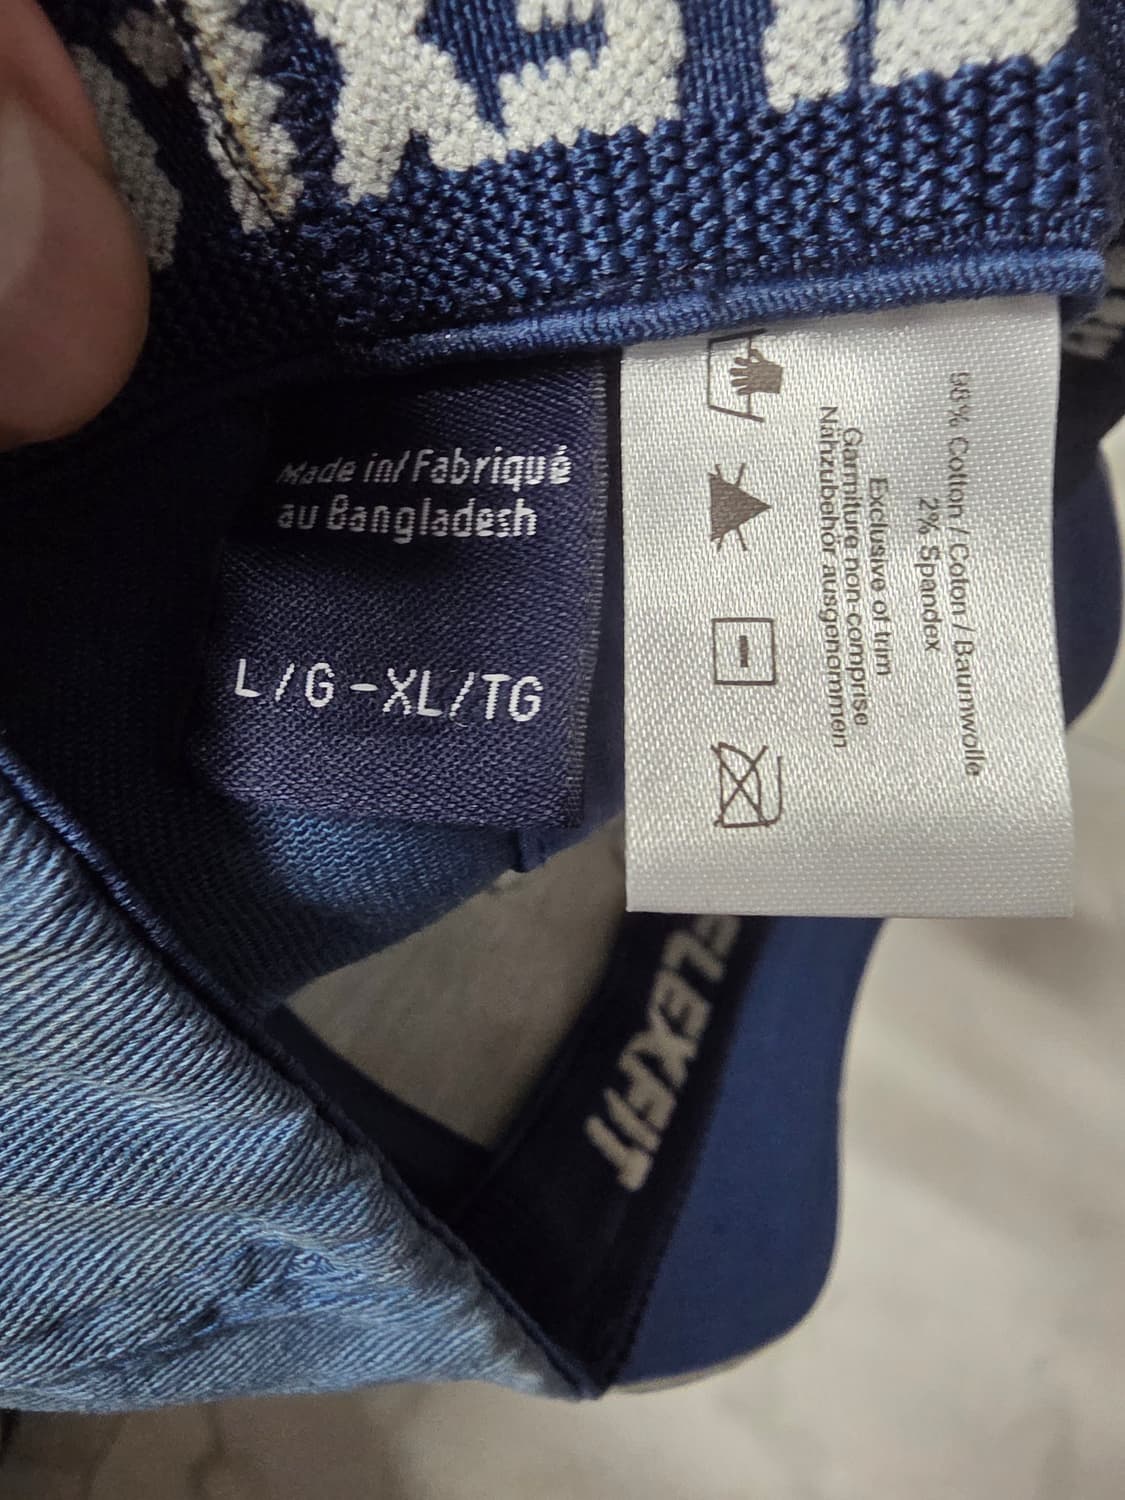 Made in/Fabriqué
au Bangladesh
L/G-XL/TG
98% Cotton/Coton/Baumwolle
2% Spandex
Exclusive of trim
Garniture non-comprise
Nähzubehör ausgenommen
FLEXFIT